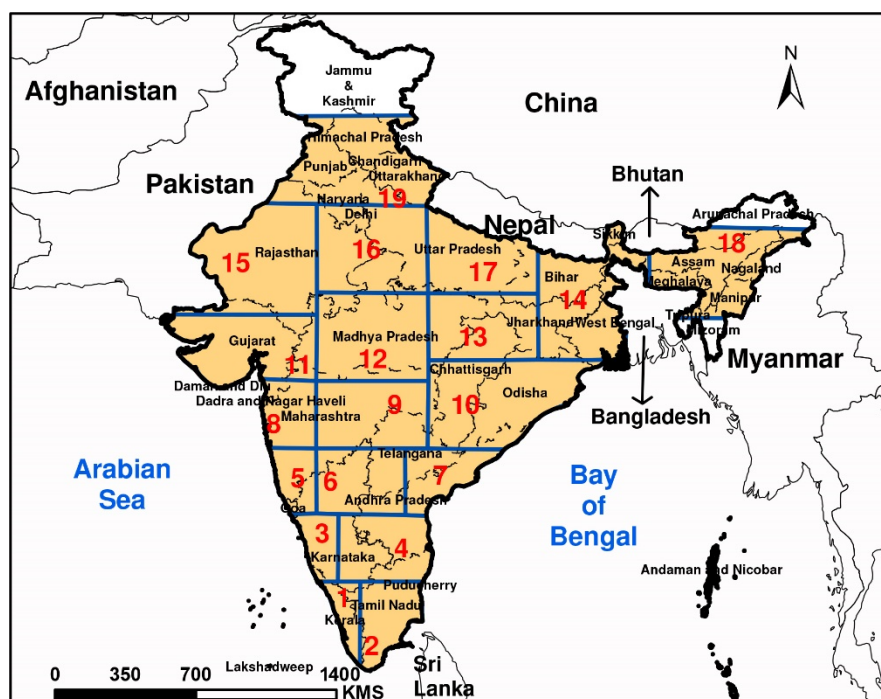 N
Jammu
&
Kashmir
Afghanistan
China
Himachal Pradesh
Chandigarh
Punjab
Uttarakhand
Pakistan
Bhutan
Haryana
19
Delhi
Nepal
Arunachal Pradesh
Sikkim
18
15
Rajasthan
16
Uttar Pradesh
17
Bihar
Assam
Nagaland
Meghalaya
14
Manipur
Gujarat
Madhya Pradesh
13
Jharkhand
West Bengal
Tripura
Mizoram
11
12
Myanmar
Chhattisgarh
Daman and Diu
Dadra and Nagar Haveli
Odisha
8
Maharashtra
9
10
Bangladesh
Telangana
Arabian
Sea
5
6
7
Bay
of
Bengal
Goa
Andhra Pradesh
3
4
Karnataka
Andaman and Nicobar
Puducherry
1
Tamil Nadu
Kerala
2
Lakshadweep
Sri
Lanka
0 350 700 1400
KMS